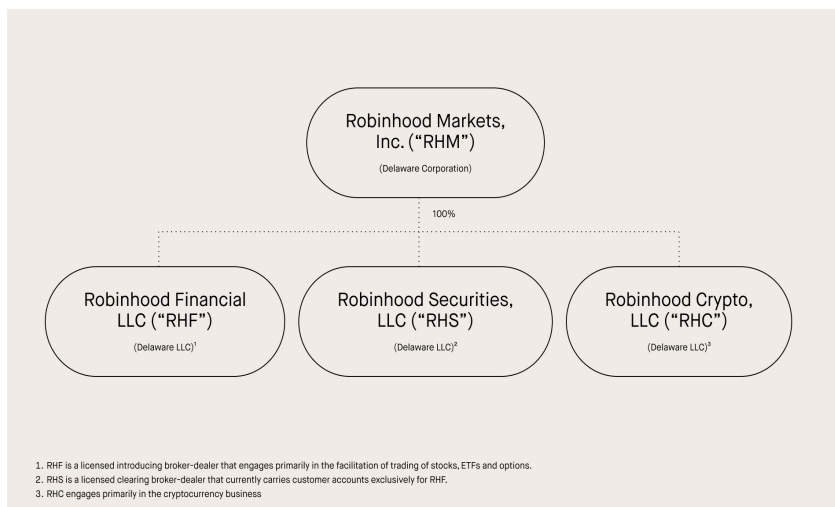 Robinhood Markets,
Inc. (“RHM”)
(Delaware Corporation)
100%
Robinhood Financial
LLC (“RHF”)
(Delaware LLC)¹
Robinhood Securities,
LLC (“RHS”)
(Delaware LLC)²
Robinhood Crypto,
LLC (“RHC”)
(Delaware LLC)³
1. RHF is a licensed introducing broker-dealer that engages primarily in the facilitation of trading of stocks, ETFs and options.
2. RHS is a licensed clearing broker-dealer that currently carries customer accounts exclusively for RHF.
3. RHC engages primarily in the cryptocurrency business